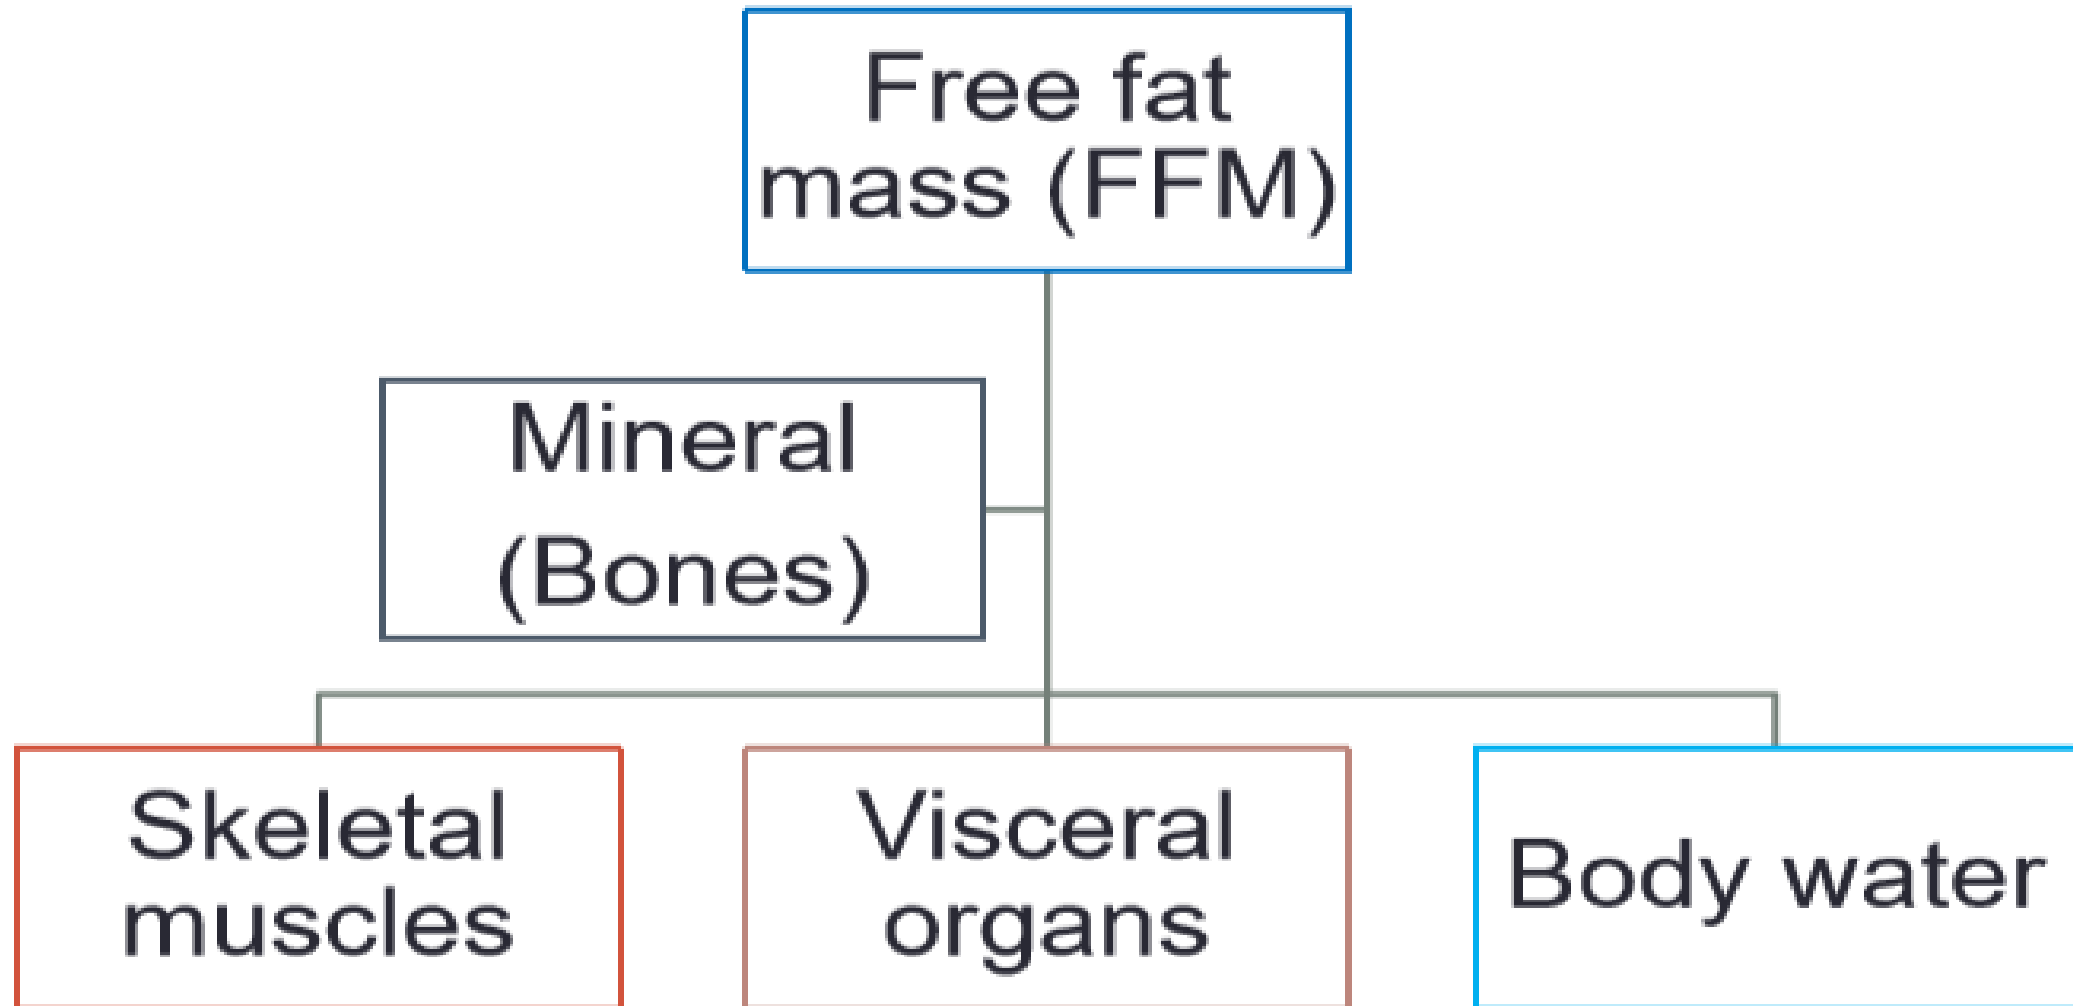 Free fat
mass (FFM)
Mineral
(Bones)
Skeletal
muscles
Visceral
organs
Body water